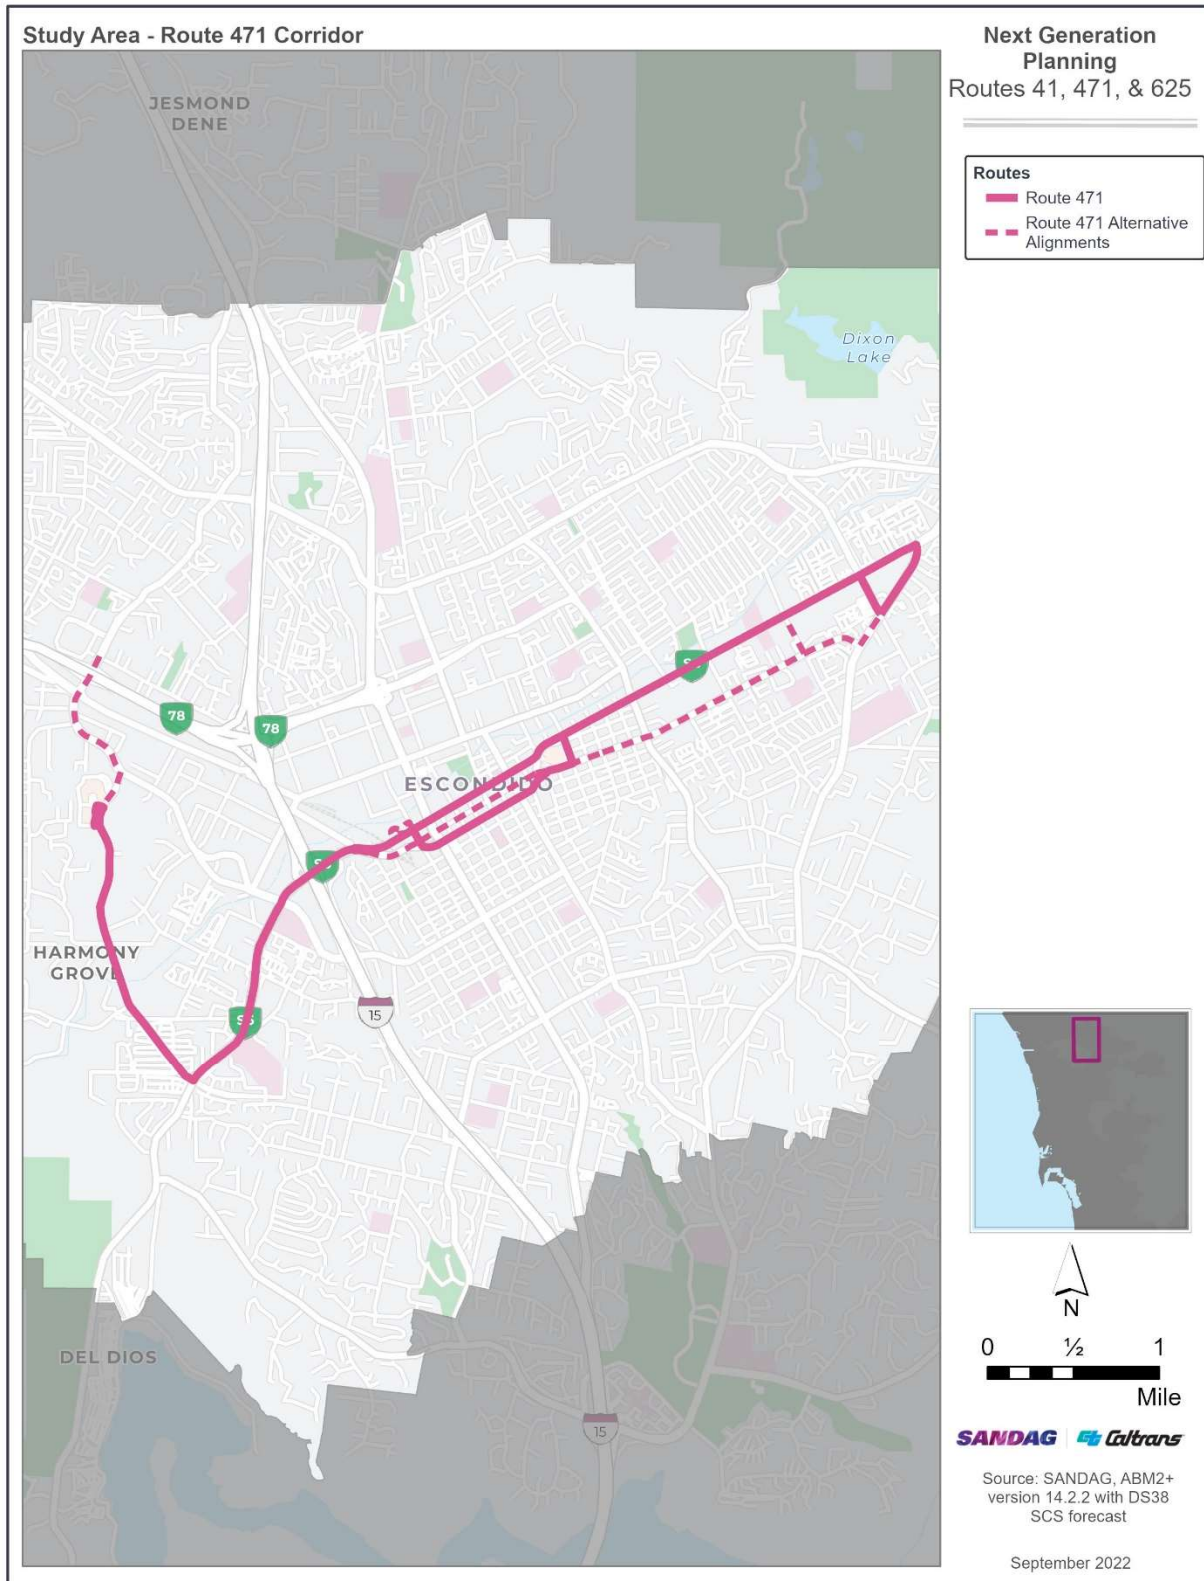 Study Area - Route 471 Corridor
Next Generation
Planning
Routes 41, 471, & 625
Routes
Route 471
Route 471 Alternative
Alignments
JESMOND
DENE
Dixon
Lake
78
78
ESCONDIDO
HARMONY
GROVE
15
DEL DIOS
15
N
0 ½ 1
Mile
SANDAG Caltrans
Source: SANDAG, ABM2+
version 14.2.2 with DS38
SCS forecast
September 2022